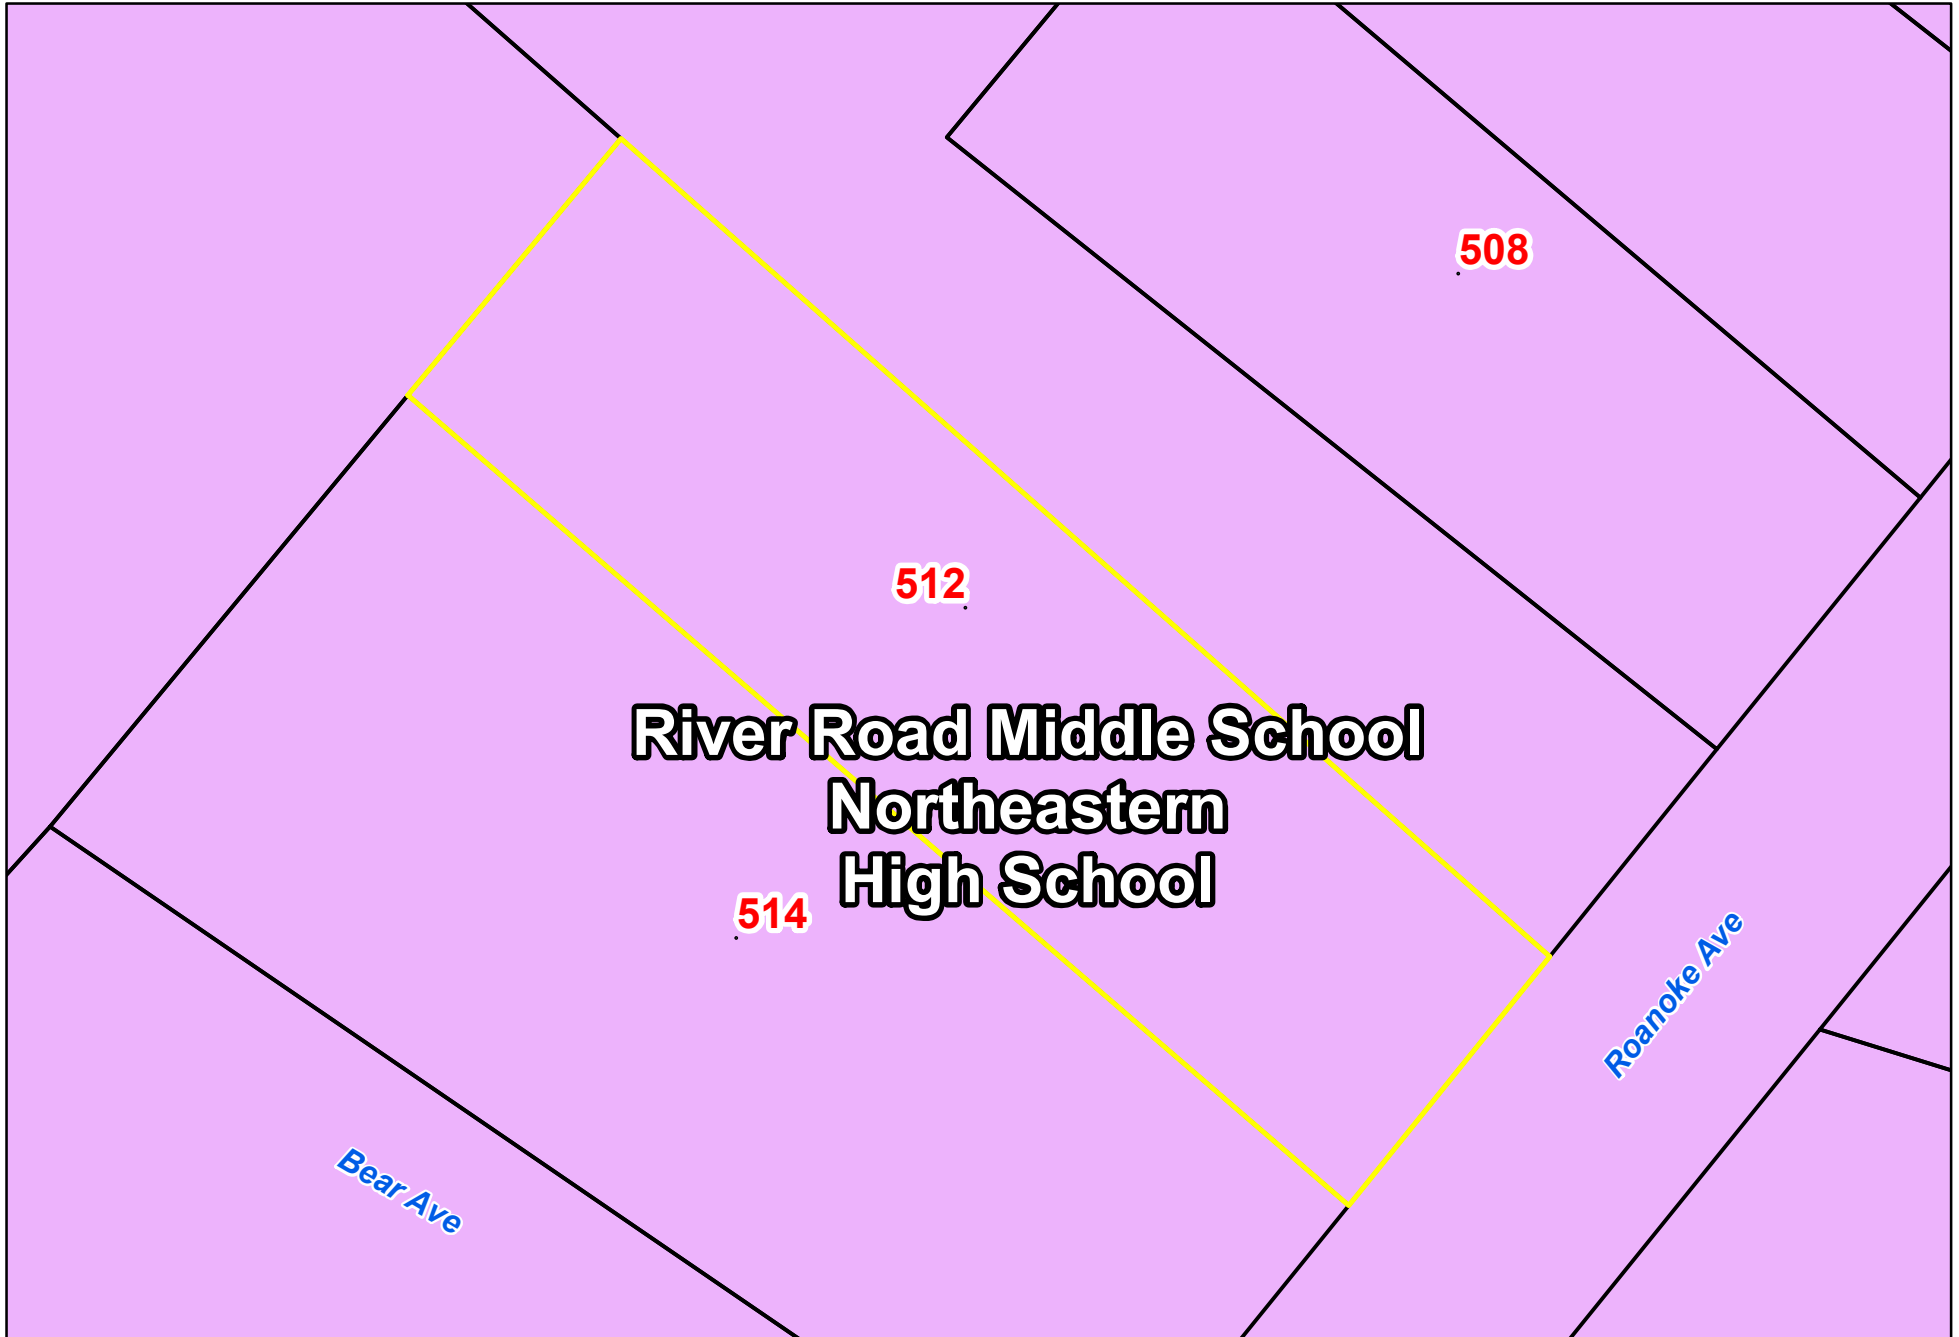 508
512
River Road Middle School
Northeastern
High School
514
Roanoke Ave
Bear Ave